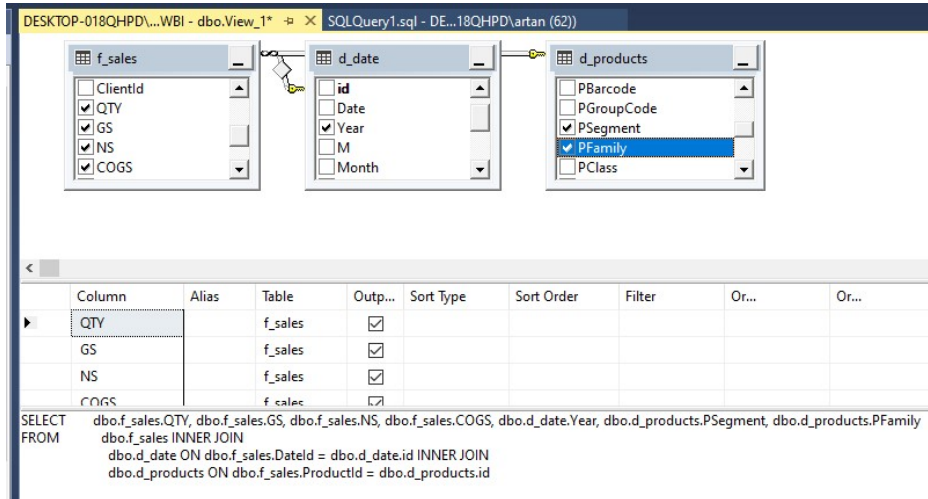 DESKTOP-018QHPD\...WBI - dbo.View_1* SQLQuery1.sql - DE...18QHPD\artan (62))
f_sales
ClientId
QTY
GS
NS
COGS
d_date
id
Date
Year
M
Month
d_products
PBarcode
PGroupCode
PSegment
PFamily
PClass
Column Alias Table Outp... Sort Type Sort Order Filter Or... Or...
QTY f_sales
GS f_sales
NS f_sales
COGS f_sales
SELECT dbo.f_sales.QTY, dbo.f_sales.GS, dbo.f_sales.NS, dbo.f_sales.COGS, dbo.d_date.Year, dbo.d_products.PSegment, dbo.d_products.PFamily
FROM dbo.f_sales INNER JOIN
dbo.d_date ON dbo.f_sales.DateId = dbo.d_date.id INNER JOIN
dbo.d_products ON dbo.f_sales.ProductId = dbo.d_products.id